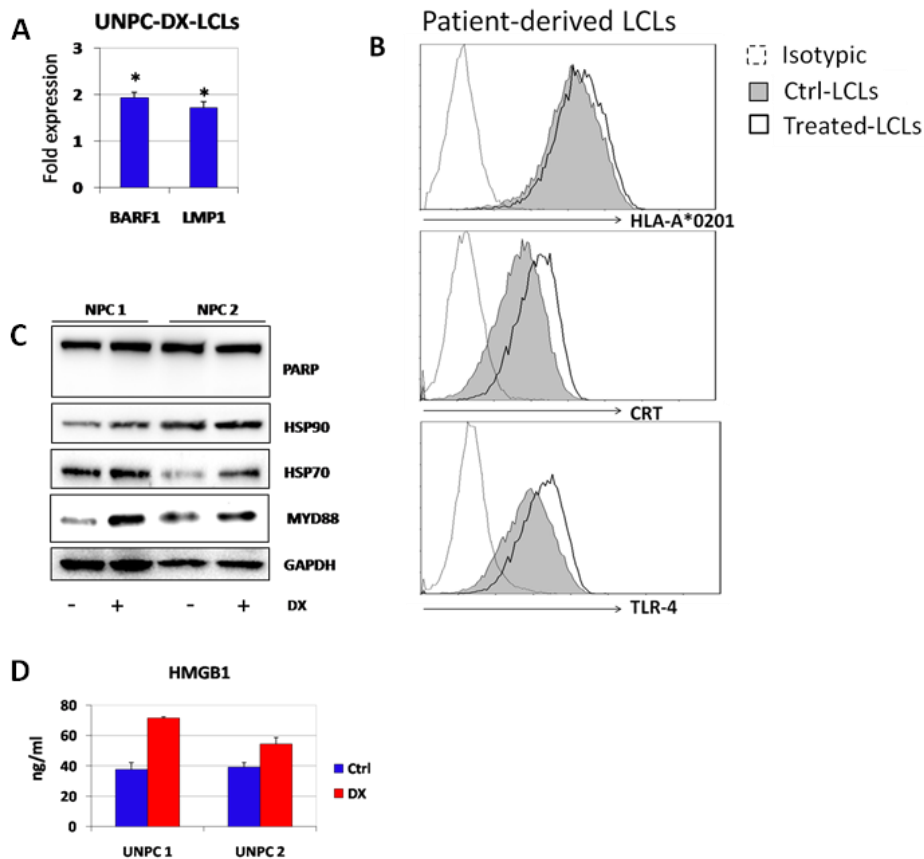 A
UNPC-DX-LCLs
3
2
1
0
Fold expression
* *
BARF1 LMP1
B
Patient-derived LCLs
Isotypic
Ctrl-LCLs
Treated-LCLs
HLA-A*0201
CRT
TLR-4
C
NPC 1 NPC 2
PARP
HSP90
HSP70
MYD88
GAPDH
- + - + DX
D
HMGB1
80
60
40
20
0
ng/ml
Ctrl
DX
UNPC 1 UNPC 2